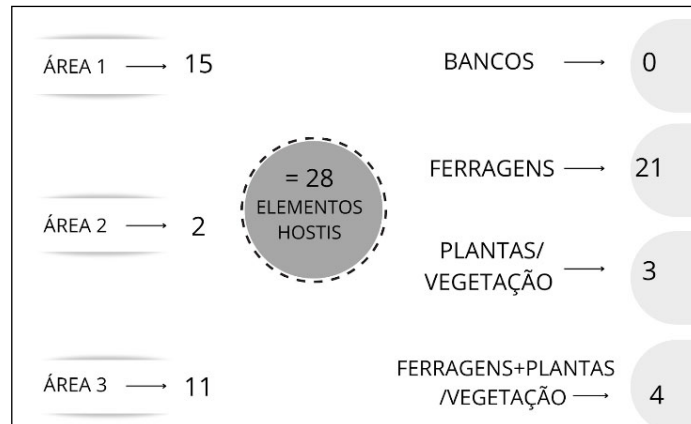 ÁREA 1 → 15
ÁREA 2 → 2
ÁREA 3 → 11
= 28
ELEMENTOS
HOSTIS
BANCOS → 0
FERRAGENS → 21
PLANTAS/
VEGETAÇÃO → 3
FERRAGENS+PLANTAS
/VEGETAÇÃO → 4